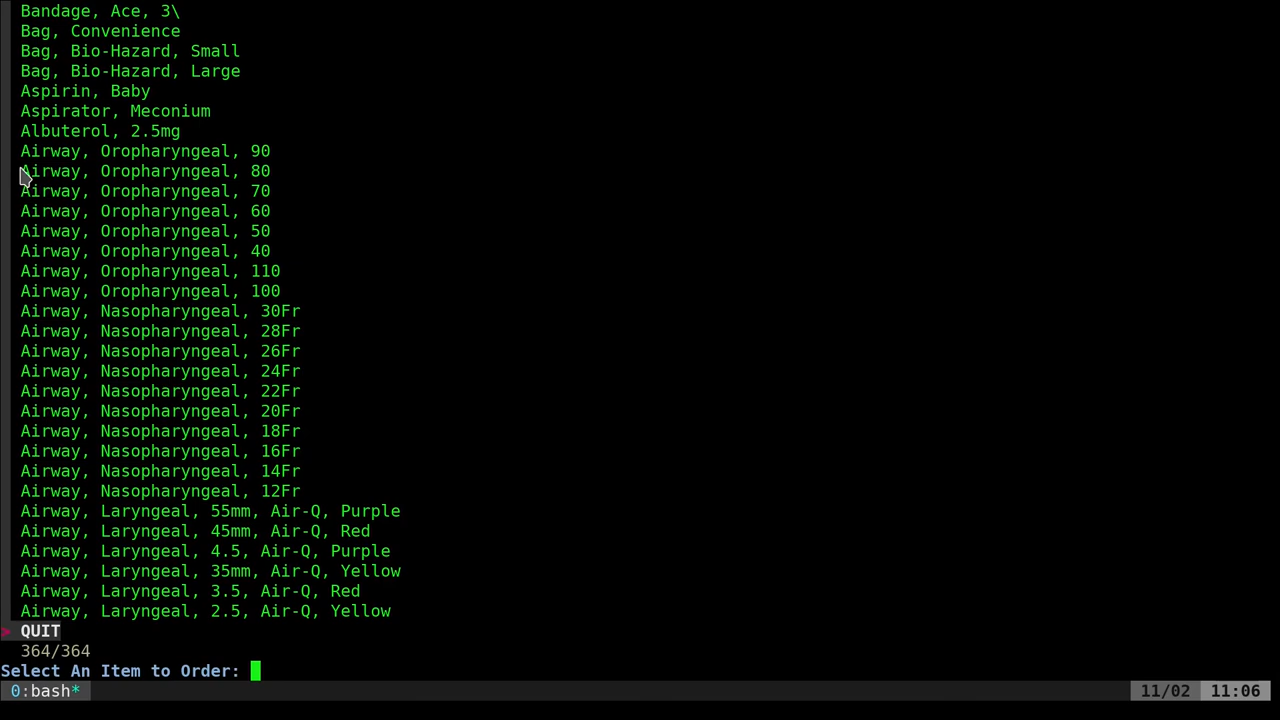 Bandage, Ace, 3\
Bag, Convenience
Bag, Bio-Hazard, Small
Bag, Bio-Hazard, Large
Aspirin, Baby
Aspirator, Meconium
Albuterol, 2.5mg
Airway, Oropharyngeal, 90
Airway, Oropharyngeal, 80
Airway, Oropharyngeal, 70
Airway, Oropharyngeal, 60
Airway, Oropharyngeal, 50
Airway, Oropharyngeal, 40
Airway, Oropharyngeal, 110
Airway, Oropharyngeal, 100
Airway, Nasopharyngeal, 30Fr
Airway, Nasopharyngeal, 28Fr
Airway, Nasopharyngeal, 26Fr
Airway, Nasopharyngeal, 24Fr
Airway, Nasopharyngeal, 22Fr
Airway, Nasopharyngeal, 20Fr
Airway, Nasopharyngeal, 18Fr
Airway, Nasopharyngeal, 16Fr
Airway, Nasopharyngeal, 14Fr
Airway, Nasopharyngeal, 12Fr
Airway, Laryngeal, 55mm, Air-Q, Purple
Airway, Laryngeal, 45mm, Air-Q, Red
Airway, Laryngeal, 4.5, Air-Q, Purple
Airway, Laryngeal, 35mm, Air-Q, Yellow
Airway, Laryngeal, 3.5, Air-Q, Red
Airway, Laryngeal, 2.5, Air-Q, Yellow
> QUIT
364/364
Select An Item to Order:
0:bash* 11/02 11:06